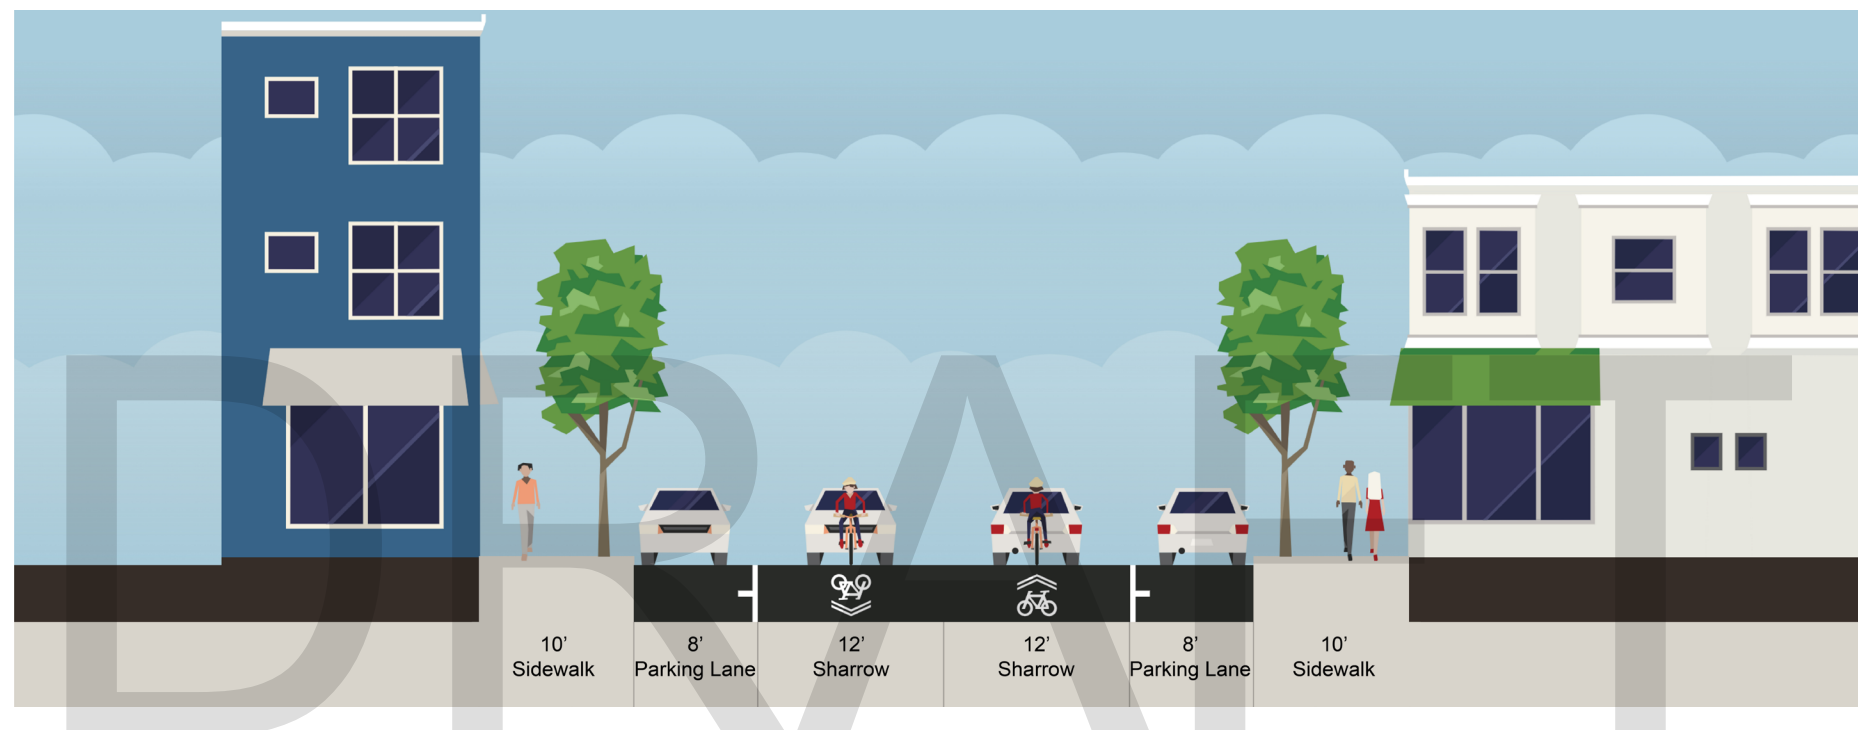 DRAFT
10’
Sidewalk
8’
Parking Lane
12’
Sharrow
12’
Sharrow
8’
Parking Lane
10’
Sidewalk